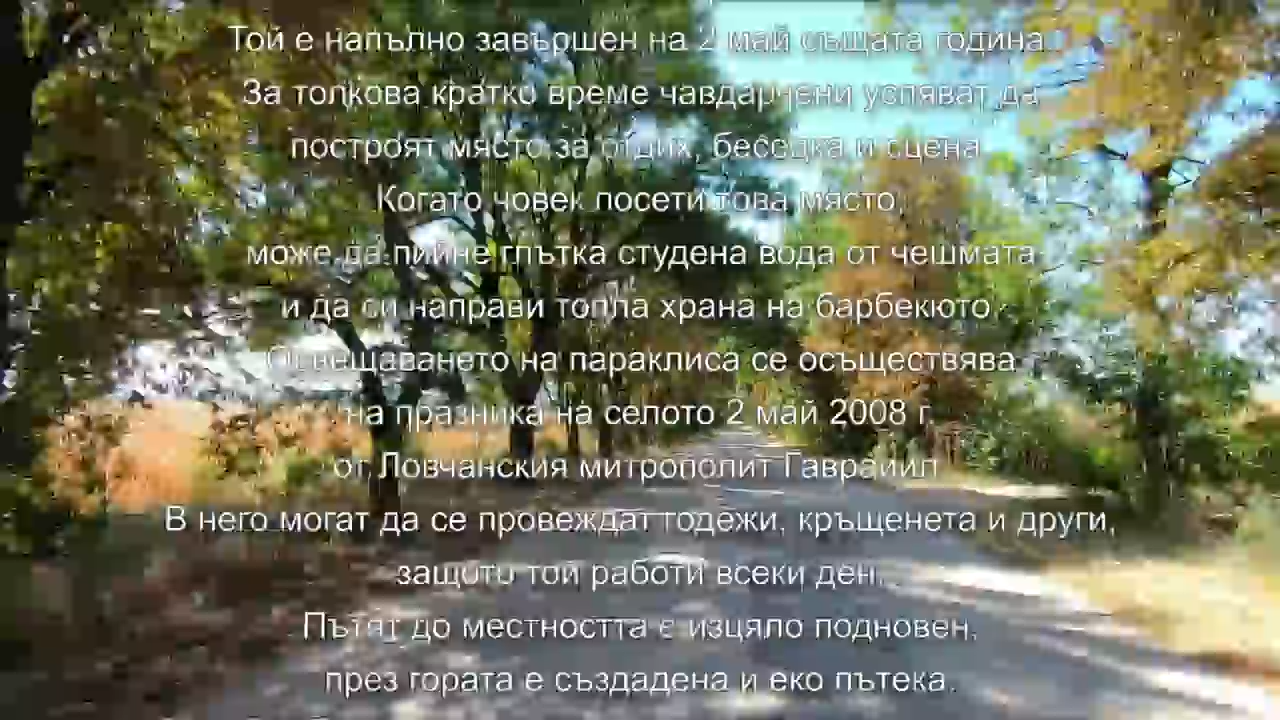 Той е напълно завършен на 2 май същата година.
За толкова кратко време чавдарчени успяват да
построят място за отдих, беседка и сцена.
Когато човек посети това място,
може да пийне глътка студена вода от чешмата
и да си направи топла храна на барбекюто.
Освещаването на параклиса се осъществява
на празника на селото 2 май 2008 г.
от Ловчанския митрополит Гавраиил.
В него могат да се провеждат годежи, кръщенета и други,
защото той работи всеки ден.
Пътят до местността е изцяло подновен,
през гората е създадена и еко пътека.